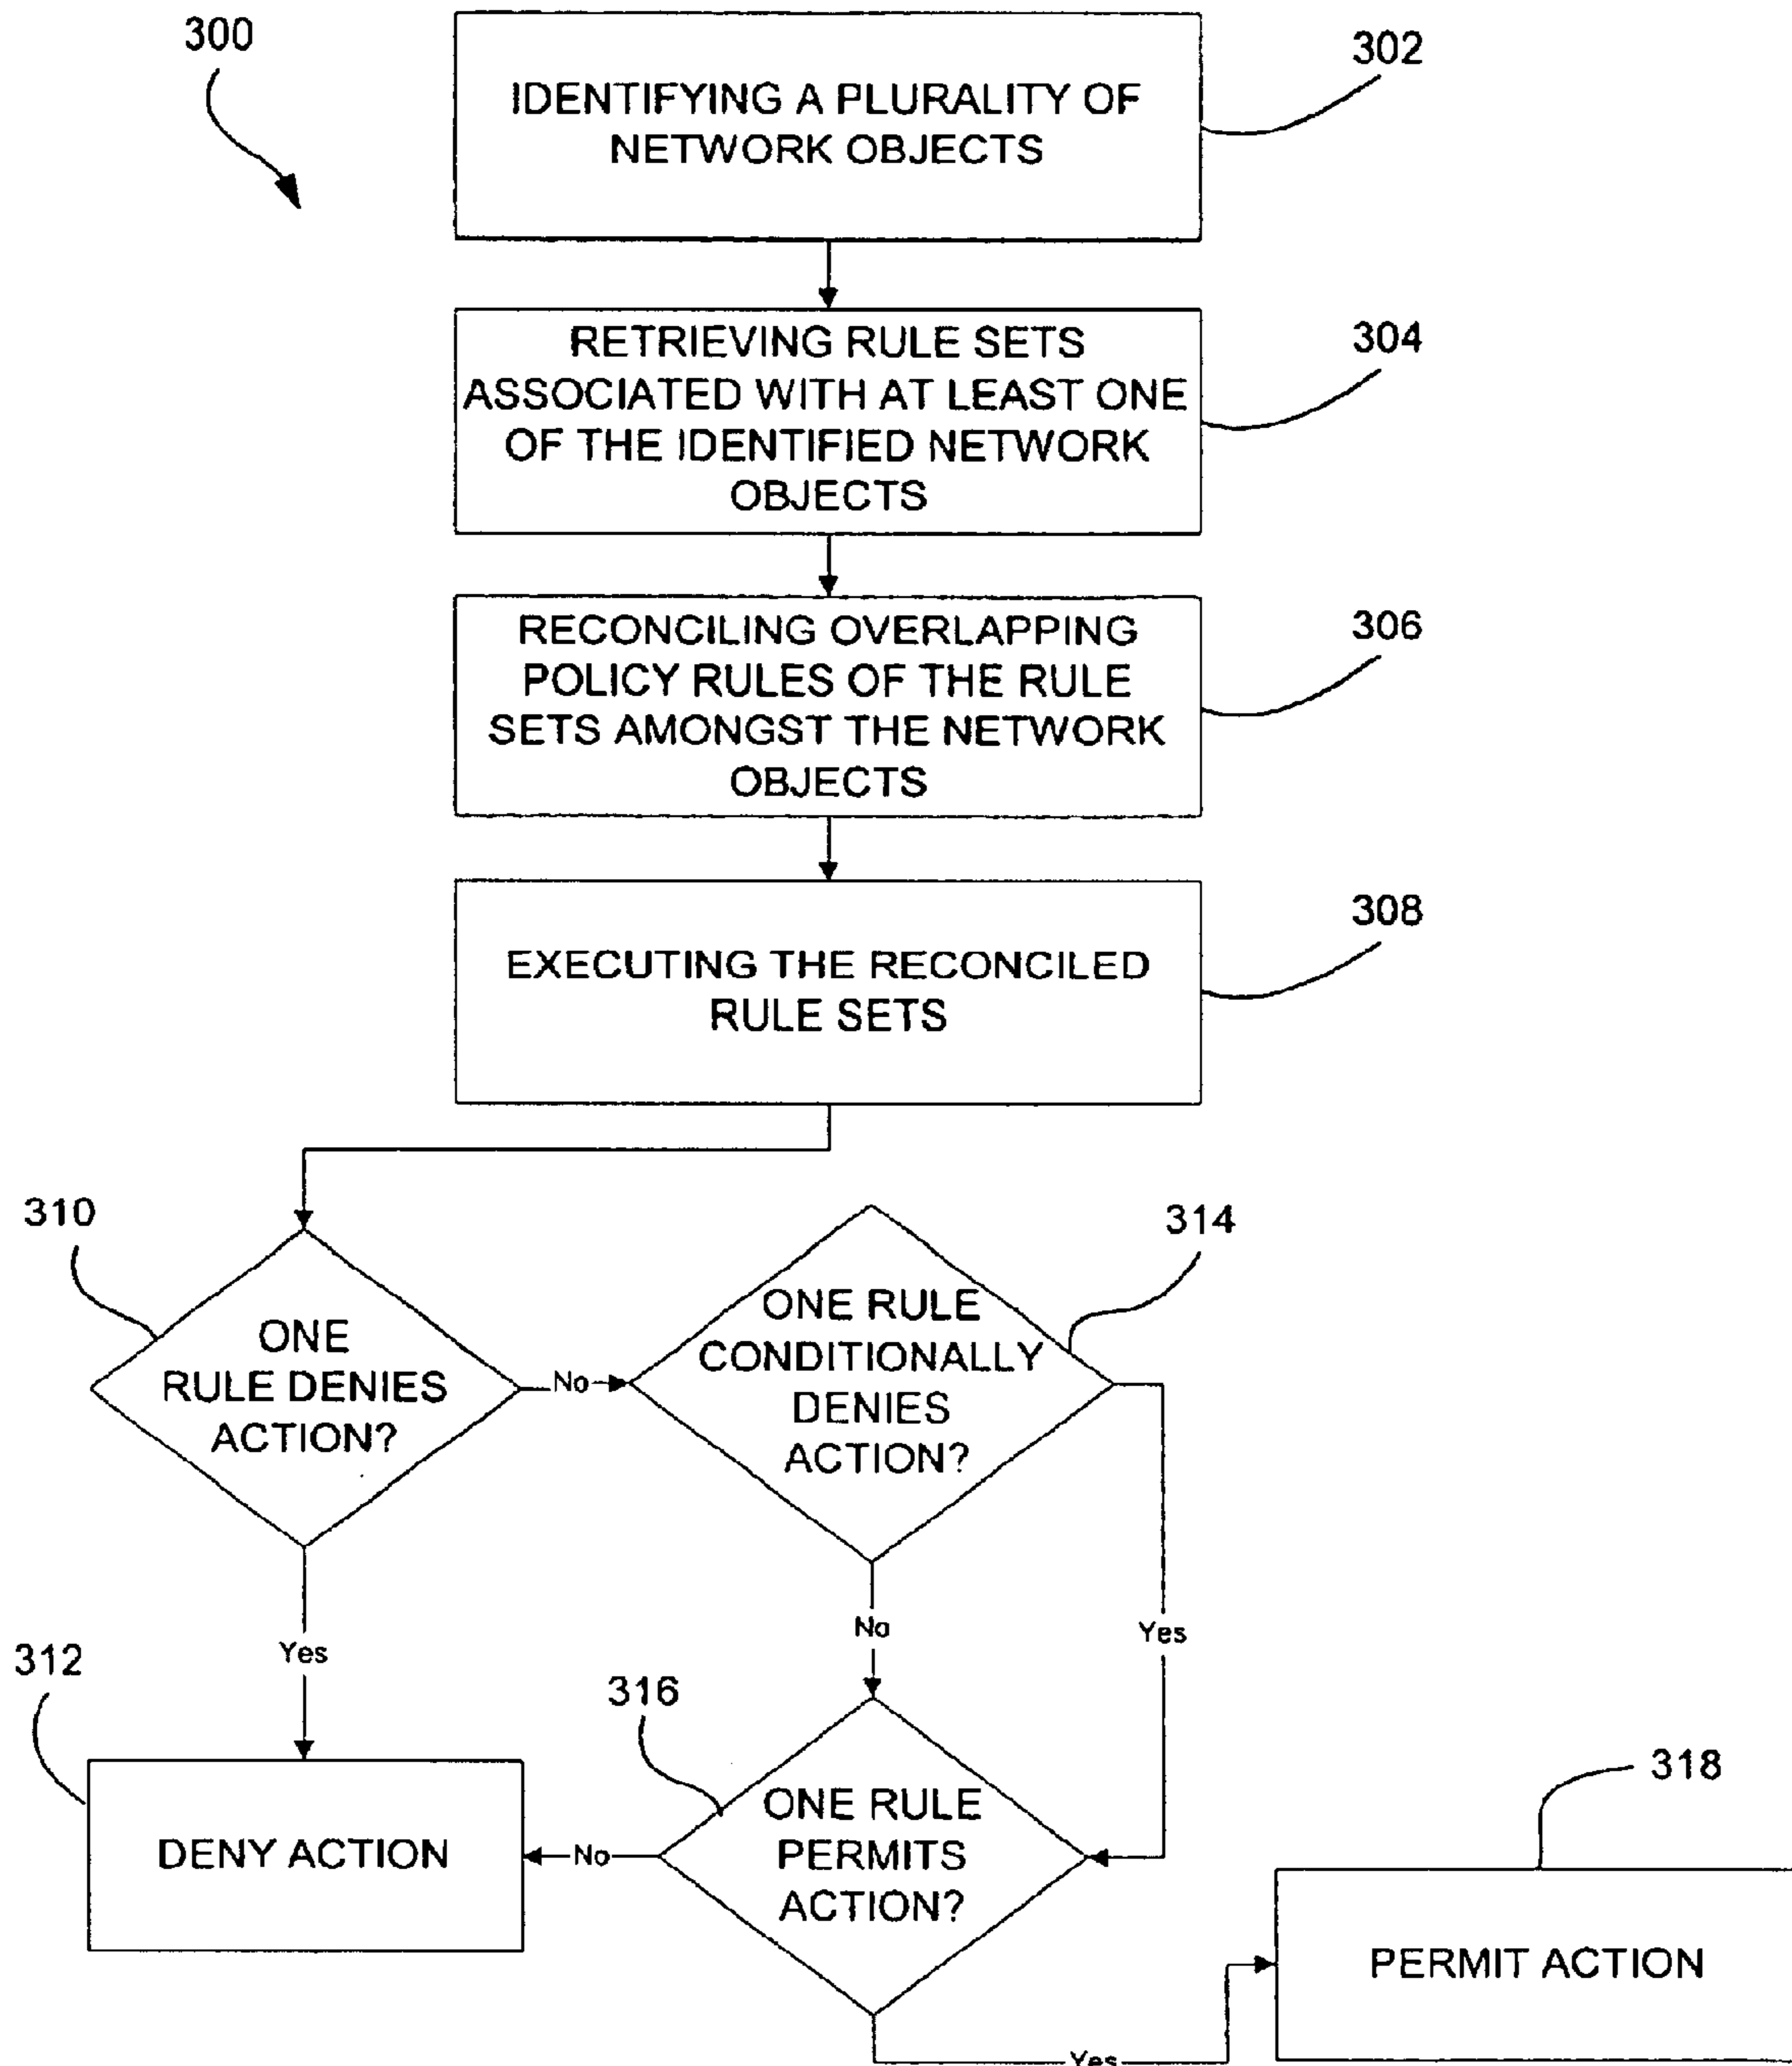 300
302
IDENTIFYING A PLURALITY OF
NETWORK OBJECTS
304
RETRIEVING RULE SETS
ASSOCIATED WITH AT LEAST ONE
OF THE IDENTIFIED NETWORK
OBJECTS
306
RECONCILING OVERLAPPING
POLICY RULES OF THE RULE
SETS AMONGST THE NETWORK
OBJECTS
308
EXECUTING THE RECONCILED
RULE SETS
310
ONE
RULE DENIES
ACTION?
No
314
ONE RULE
CONDITIONALLY
DENIES
ACTION?
Yes
No
Yes
312
DENY ACTION
316
ONE RULE
PERMITS
ACTION?
No
318
PERMIT ACTION
Yes